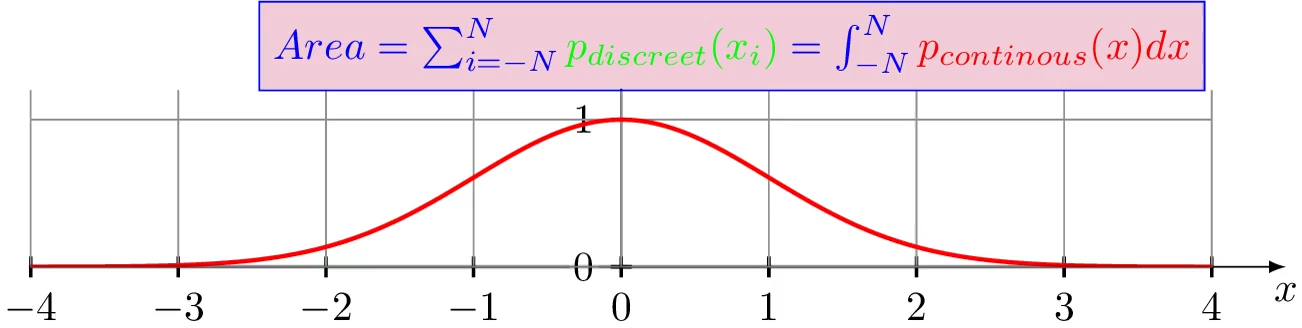 Area = ∑_{i=−N}^{N} p_{discreet}(x_i) = ∫_{−N}^{N} p_{continous}(x)dx
1
0
−4 −3 −2 −1 0 1 2 3 4
x